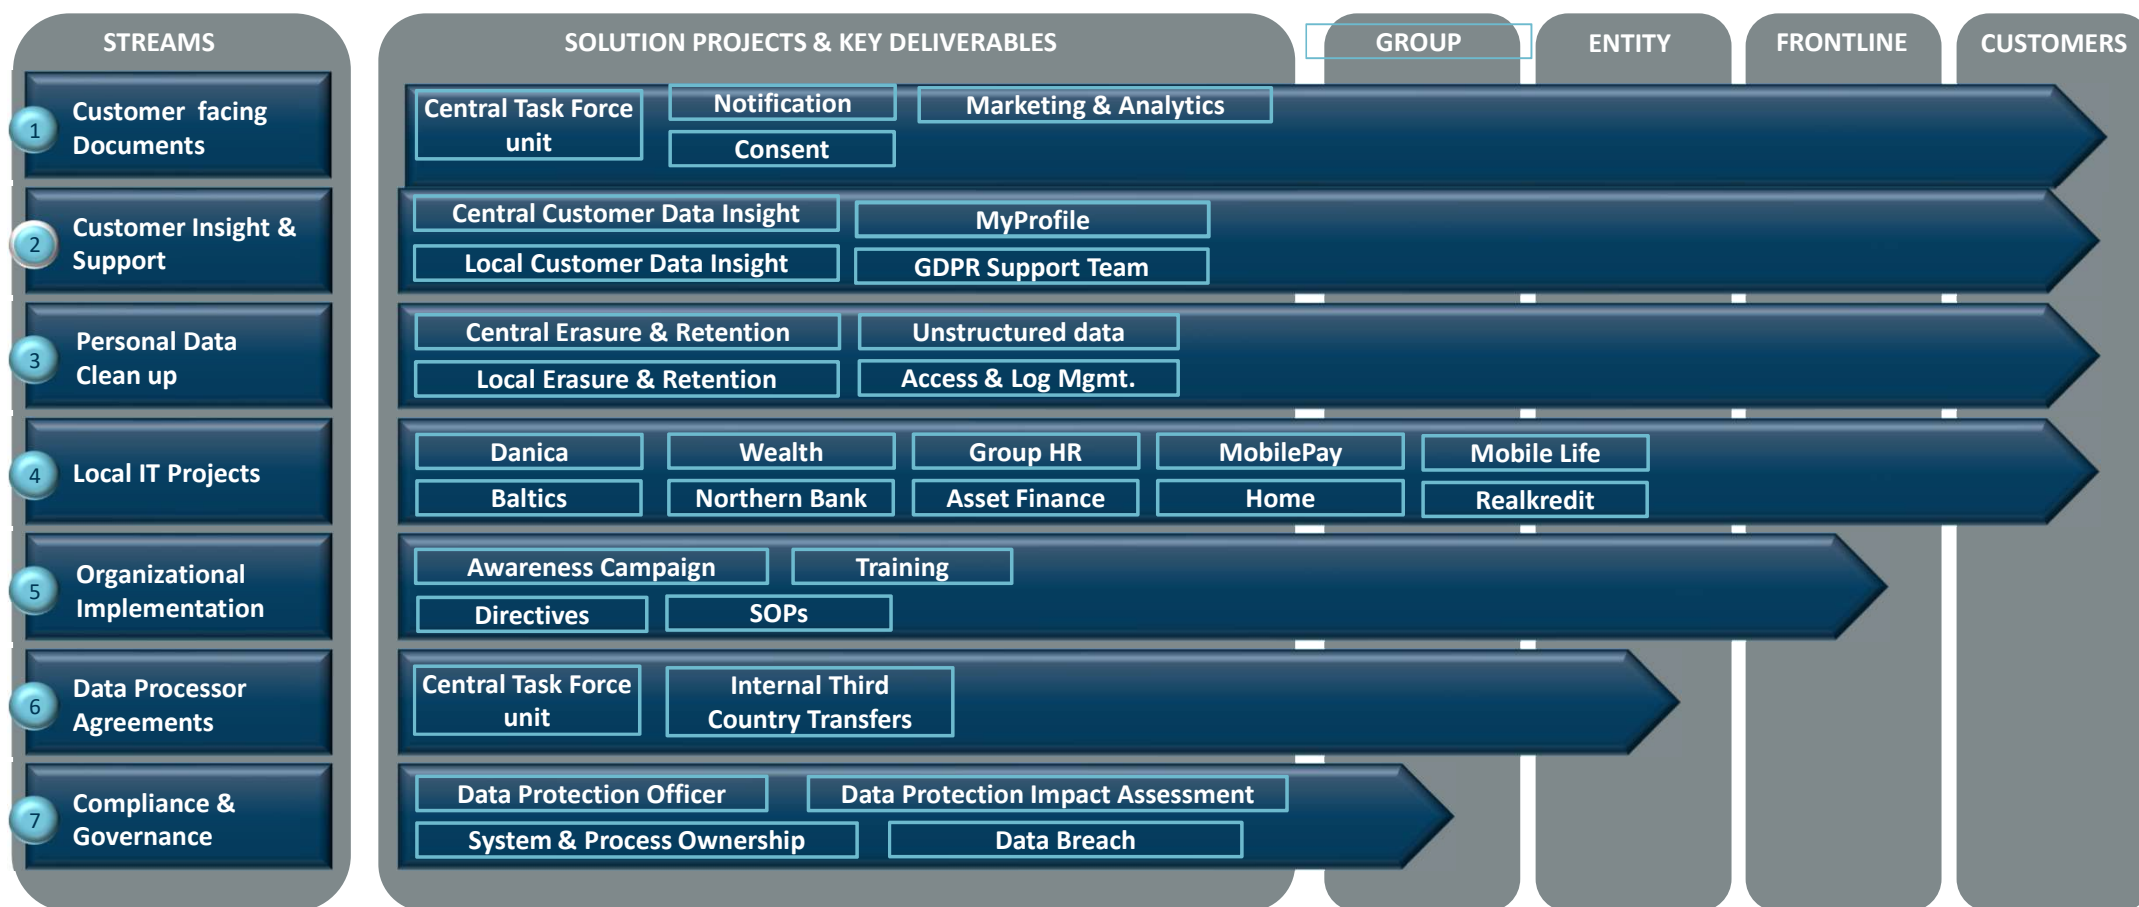 STREAMS
SOLUTION PROJECTS & KEY DELIVERABLES
GROUP
ENTITY
FRONTLINE
CUSTOMERS
1
Customer facing
Documents
Central Task Force
unit
Notification
Consent
Marketing & Analytics
2
Customer Insight &
Support
Central Customer Data Insight
MyProfile
Local Customer Data Insight
GDPR Support Team
3
Personal Data
Clean up
Central Erasure & Retention
Unstructured data
Local Erasure & Retention
Access & Log Mgmt.
4
Local IT Projects
Danica
Wealth
Group HR
MobilePay
Mobile Life
Baltics
Northern Bank
Asset Finance
Home
Realkredit
5
Organizational
Implementation
Awareness Campaign
Training
Directives
SOPs
6
Data Processor
Agreements
Central Task Force
unit
Internal Third
Country Transfers
7
Compliance &
Governance
Data Protection Officer
Data Protection Impact Assessment
System & Process Ownership
Data Breach